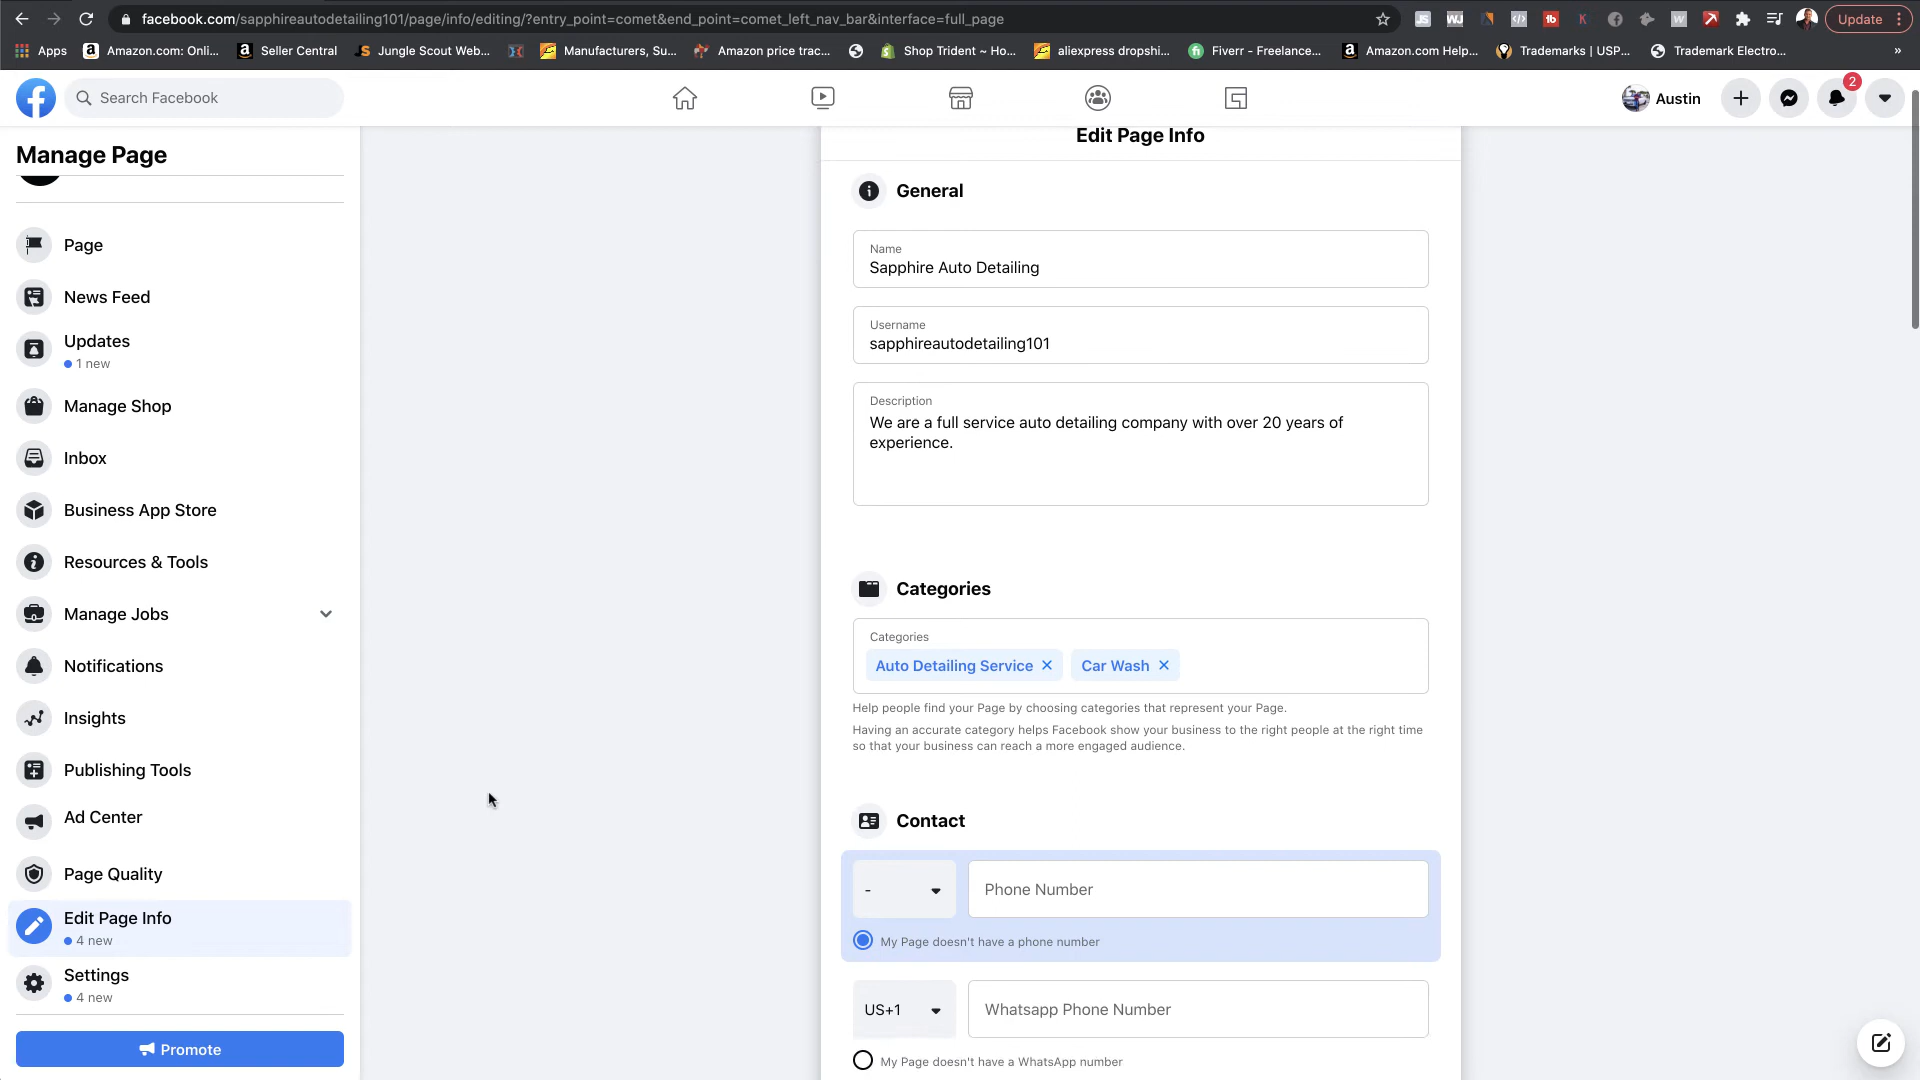 facebook.com/sapphireautodetailing101/page/info/editing/?entry_point=comet&end_point=comet_left_nav_bar&interface=full_page
Update
Apps
Amazon.com: Onli...
Seller Central
Jungle Scout Web...
Manufacturers, Su...
Amazon price trac...
Shop Trident ~ Ho...
aliexpress dropshi...
Fiverr - Freelance...
Amazon.com Help...
Trademarks | USP...
Trademark Electro...
»
Search Facebook
Austin
2
Manage Page
Page
News Feed
Updates
1 new
Manage Shop
Inbox
Business App Store
Resources & Tools
Manage Jobs
Notifications
Insights
Publishing Tools
Ad Center
Page Quality
Edit Page Info
4 new
Settings
4 new
Promote
Edit Page Info
General
Name
Sapphire Auto Detailing
Username
sapphireautodetailing101
Description
We are a full service auto detailing company with over 20 years of
experience.
Categories
Categories
Auto Detailing Service ✕ Car Wash ✕
Help people find your Page by choosing categories that represent your Page.
Having an accurate category helps Facebook show your business to the right people at the right time
so that your business can reach a more engaged audience.
Contact
- Phone Number
My Page doesn't have a phone number
US+1 Whatsapp Phone Number
My Page doesn't have a WhatsApp number